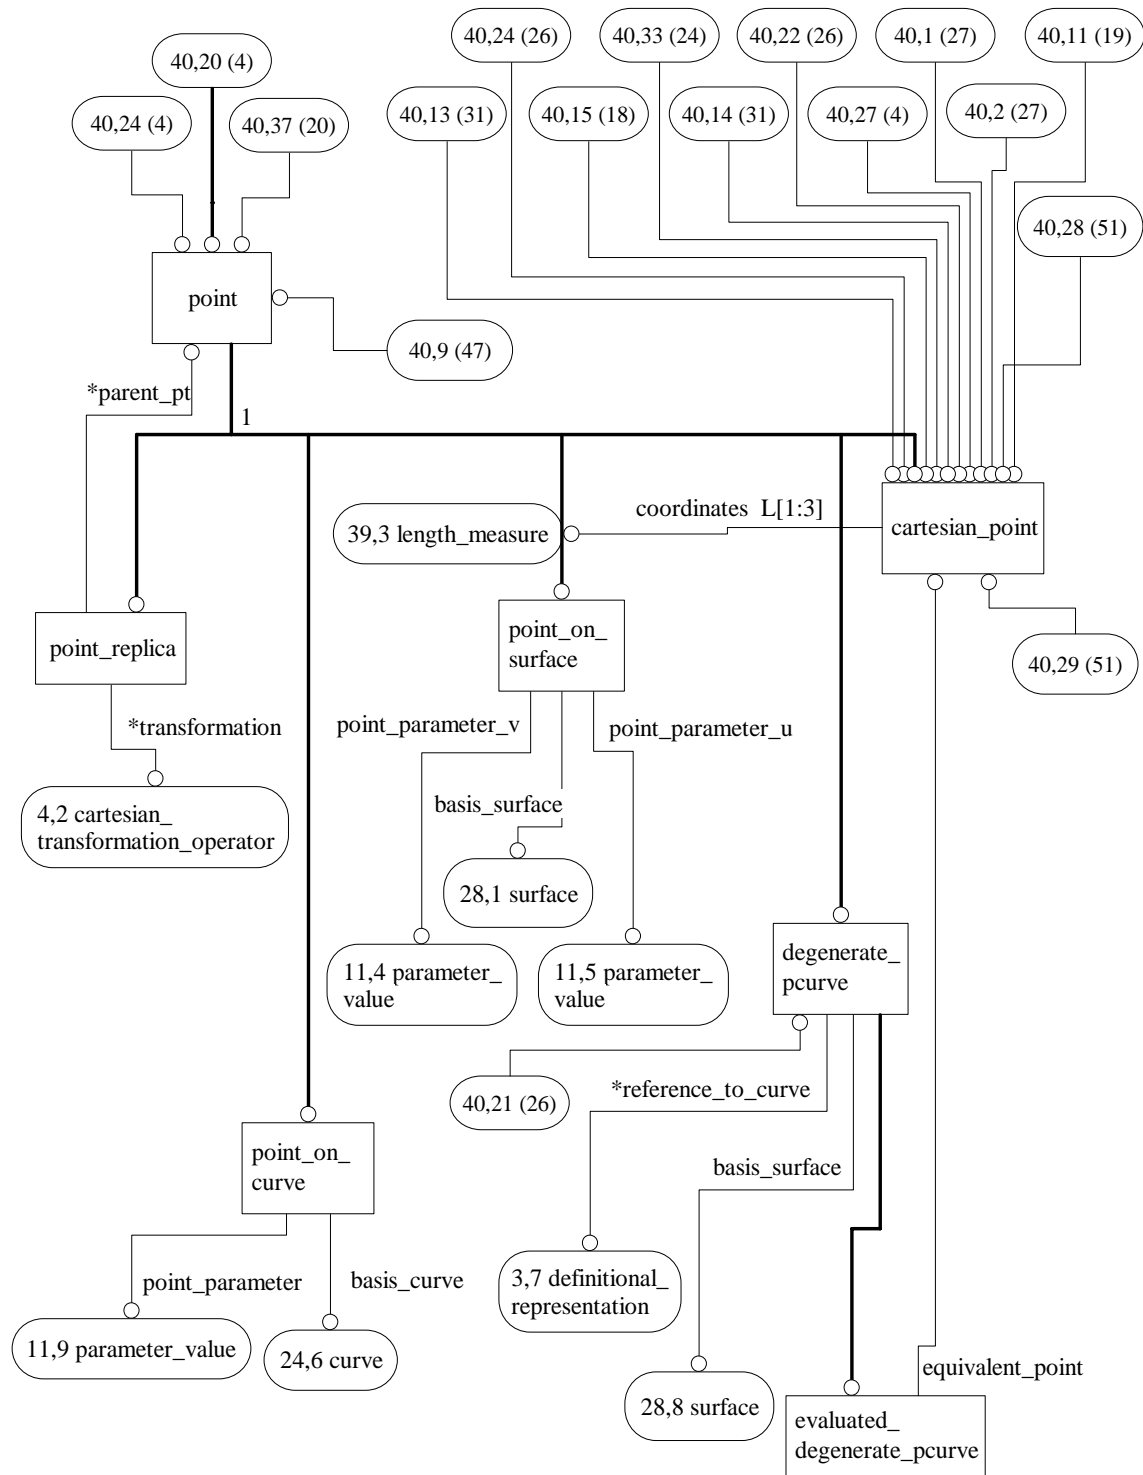 40,24 (26)
40,33 (24)
40,22 (26)
40,1 (27)
40,11 (19)
40,20 (4)
40,24 (4)
40,37 (20)
40,13 (31)
40,15 (18)
40,14 (31)
40,27 (4)
40,2 (27)
40,28 (51)
point
40,9 (47)
*parent_pt
1
coordinates L[1:3]
39,3 length_measure
cartesian_point
point_replica
point_on_
surface
40,29 (51)
*transformation
point_parameter_v
point_parameter_u
4,2 cartesian_
transformation_operator
basis_surface
28,1 surface
11,4 parameter_
value
11,5 parameter_
value
degenerate_
pcurve
40,21 (26)
*reference_to_curve
point_on_
curve
basis_surface
point_parameter
basis_curve
3,7 definitional_
representation
11,9 parameter_value
24,6 curve
equivalent_point
28,8 surface
evaluated_
degenerate_pcurve